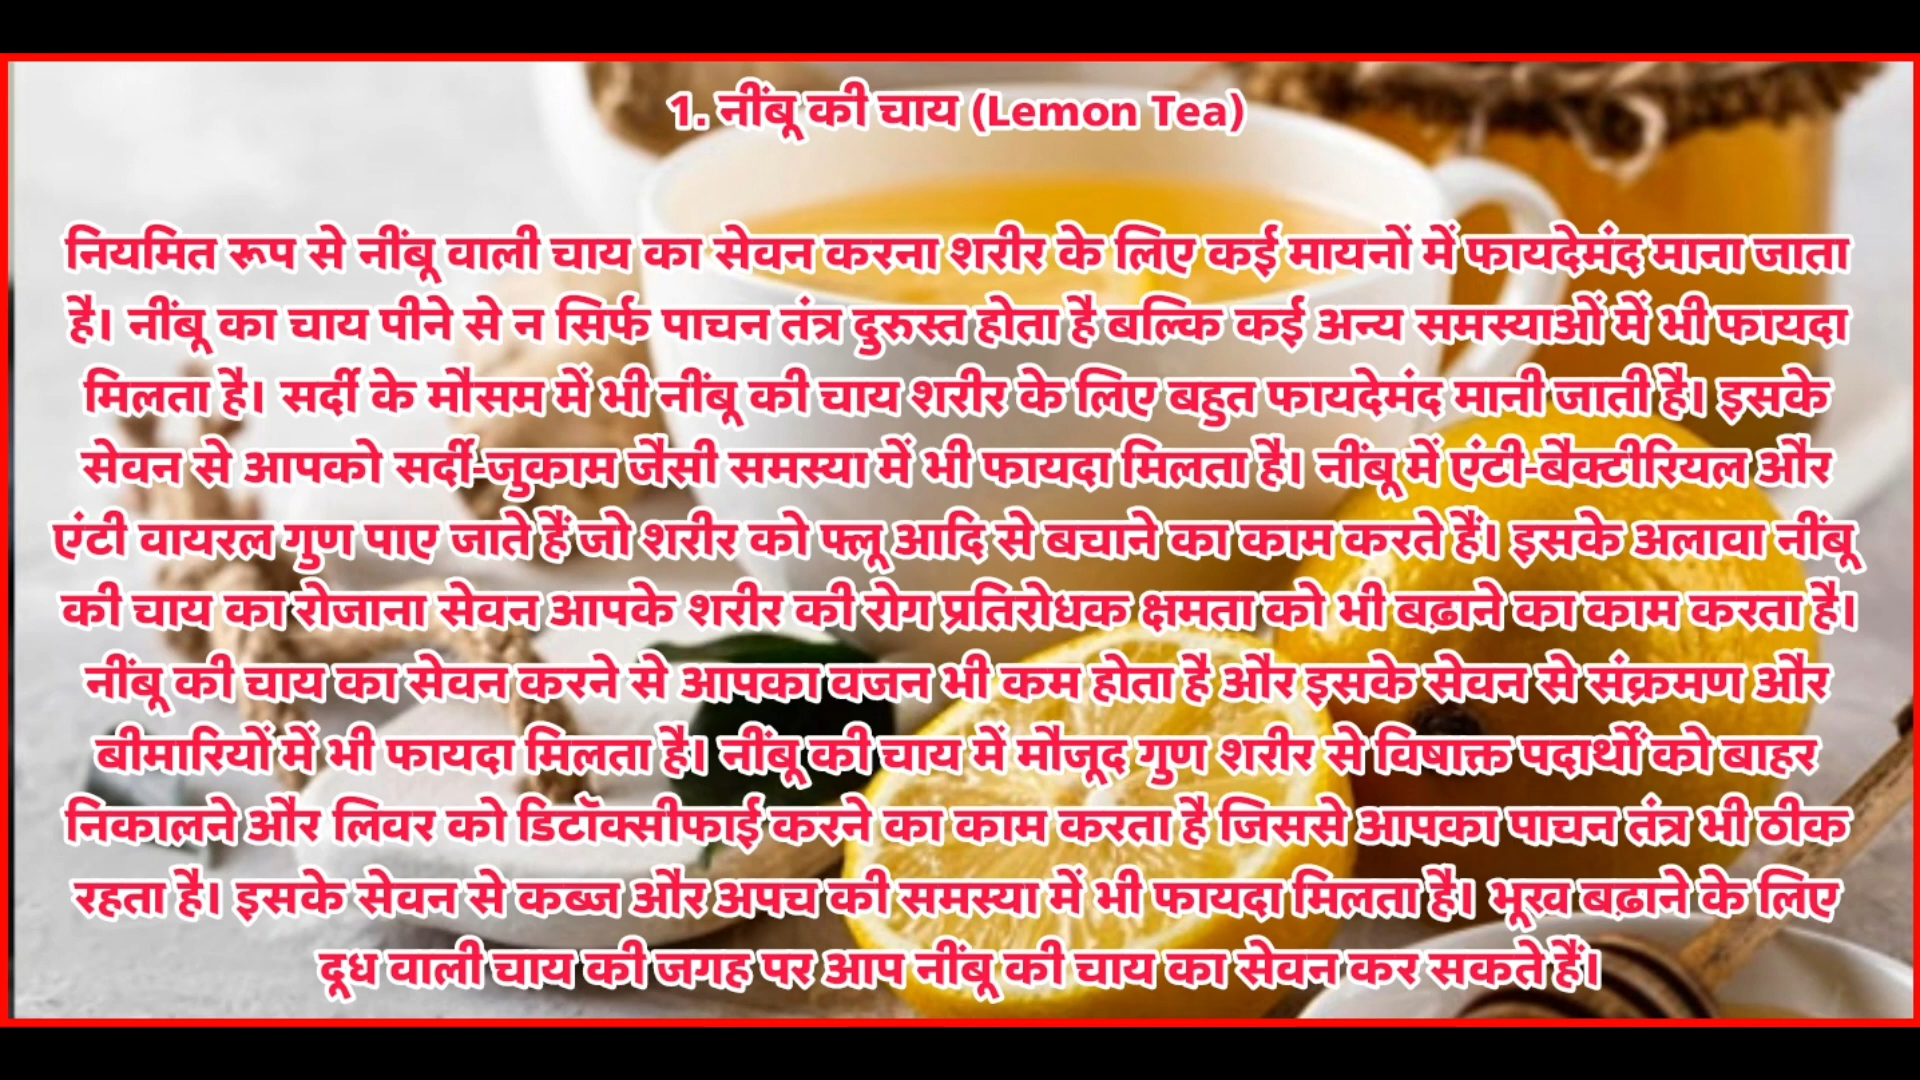 1. नींबू की चाय (Lemon Tea)
नियमित रूप से नींबू वाली चाय का सेवन करना शरीर के लिए कई मायनों में फायदेमंद माना जाता
है। नींबू का चाय पीने से न सिर्फ पाचन तंत्र दुरुस्त होता है बल्कि कई अन्य समस्याओं में भी फायदा
मिलता है। सर्दी के मौसम में भी नींबू की चाय शरीर के लिए बहुत फायदेमंद मानी जाती है। इसके
सेवन से आपको सर्दी-जुकाम जैसी समस्या में भी फायदा मिलता है। नींबू में एंटी-बैक्टीरियल और
एंटी वायरल गुण पाए जाते हैं जो शरीर को फ्लू आदि से बचाने का काम करते हैं। इसके अलावा नींबू
की चाय का रोजाना सेवन आपके शरीर की रोग प्रतिरोधक क्षमता को भी बढ़ाने का काम करता है।
नींबू की चाय का सेवन करने से आपका वजन भी कम होता है और इसके सेवन से संक्रमण और
बीमारियों में भी फायदा मिलता है। नींबू की चाय में मौजूद गुण शरीर से विषाक्त पदार्थों को बाहर
निकालने और लिवर को डिटॉक्सीफाई करने का काम करता है जिससे आपका पाचन तंत्र भी ठीक
रहता है। इसके सेवन से कब्ज और अपच की समस्या में भी फायदा मिलता है। भूख बढ़ाने के लिए
दूध वाली चाय की जगह पर आप नींबू की चाय का सेवन कर सकते हैं।